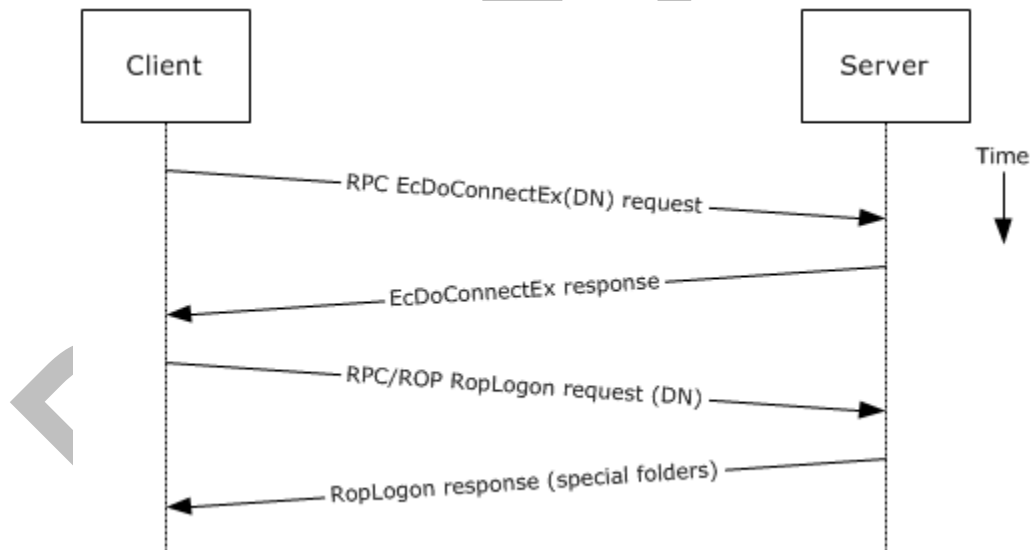 Client
Server
Time
RPC EcDoConnectEx(DN) request
EcDoConnectEx response
RPC/ROP RopLogon request (DN)
RopLogon response (special folders)